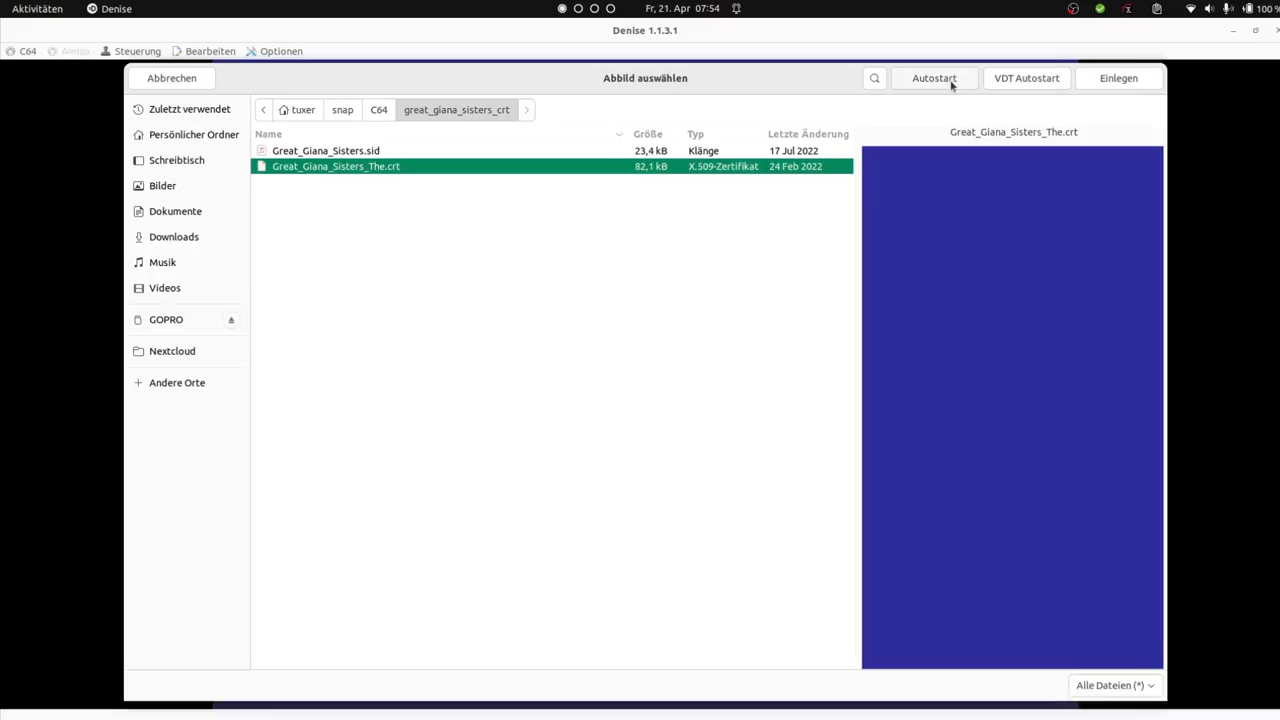 Aktivitäten Denise Fr, 21. Apr 07:54 100 %
Denise 1.1.3.1
C64 Amiga Steuerung Bearbeiten Optionen
Abbrechen Abbild auswählen Autostart VDT Autostart Einlegen
Zuletzt verwendet
Persönlicher Ordner
Schreibtisch
Bilder
Dokumente
Downloads
Musik
Videos
GOPRO
Nextcloud
Andere Orte
tuxer snap C64 great_giana_sisters_crt
Name Größe Typ Letzte Änderung
Great_Giana_Sisters.sid 23,4 kB Klänge 17 Jul 2022
Great_Giana_Sisters_The.crt 82,1 kB X.509-Zertifikat 24 Feb 2022
Great_Giana_Sisters_The.crt
Alle Dateien (*)